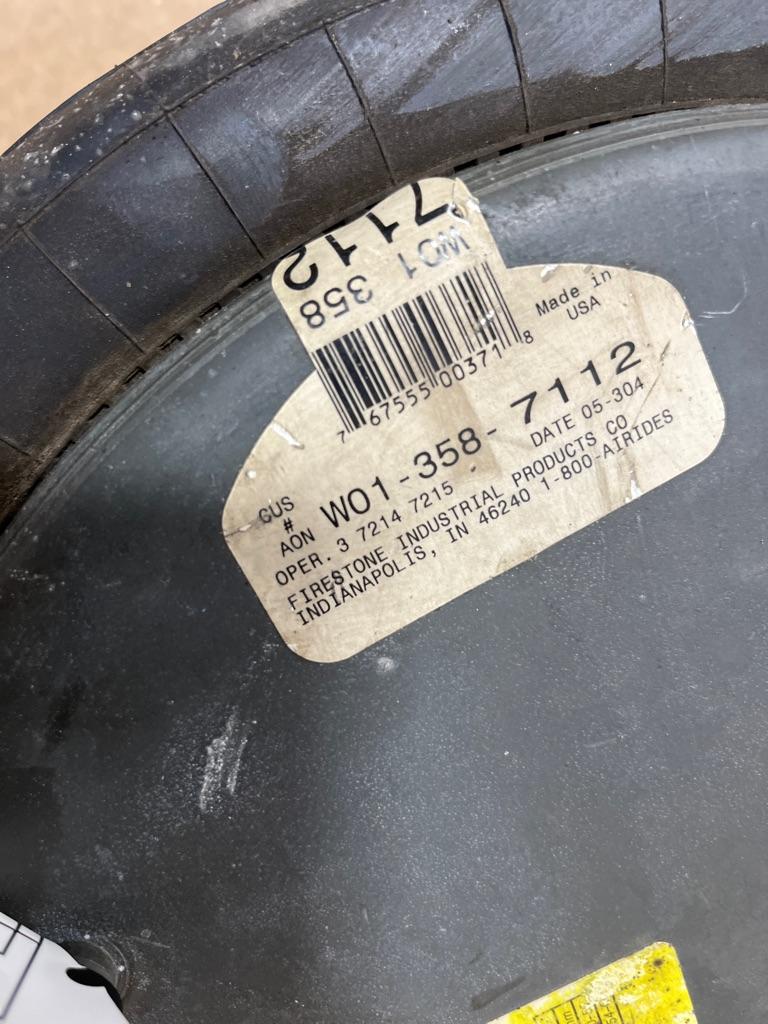 7112
W01 358
7 67555 00371 8
Made in
USA
CUS
#
AON W01-358-7112
OPER. 3 7214 7215 DATE 05-304
FIRESTONE INDUSTRIAL PRODUCTS CO
INDIANAPOLIS, IN 46240 1-800-AIRIDES